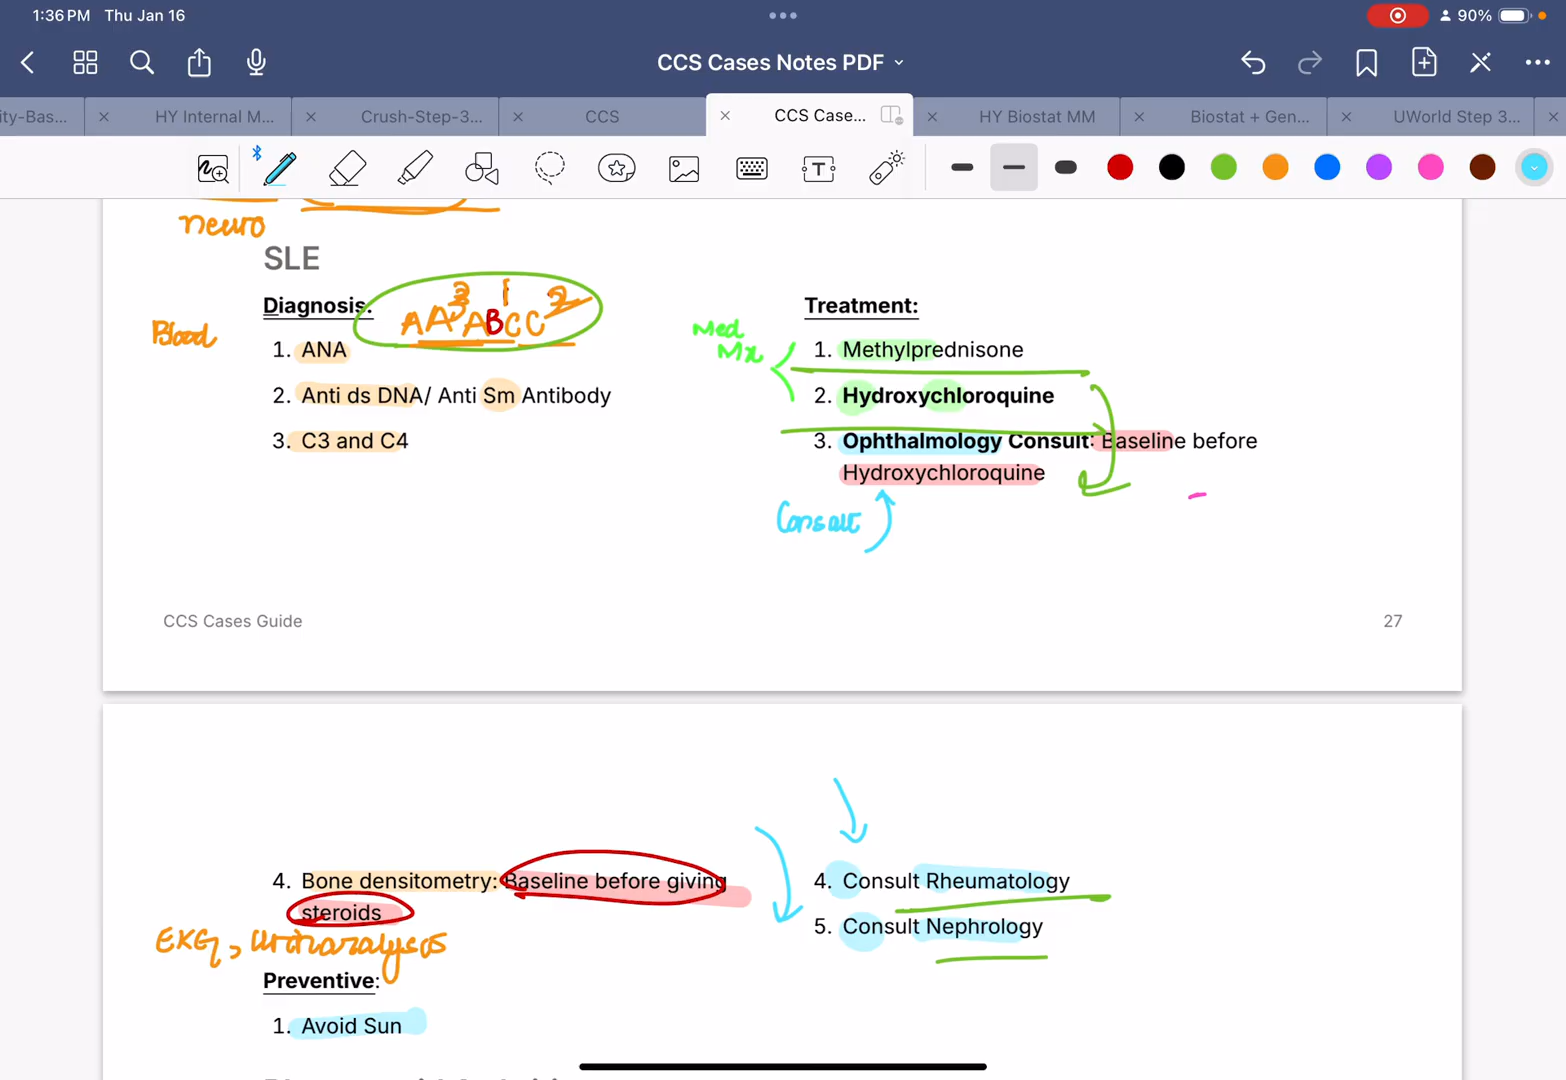 1:36 PM Thu Jan 16
90%
CCS Cases Notes PDF
ity-Bas...
HY Internal M...
Crush-Step-3...
CCS
CCS Case...
HY Biostat MM
Biostat + Gen...
UWorld Step 3...
neuro
SLE
Diagnosis:
3 1 2
AAABCC
Blood
1. ANA
2. Anti ds DNA/ Anti Sm Antibody
3. C3 and C4
Treatment:
Med
Mx
1. Methylprednisone
2. Hydroxychloroquine
3. Ophthalmology Consult: Baseline before
Hydroxychloroquine
Consult
CCS Cases Guide
27
4. Bone densitometry: Baseline before giving
steroids
EKG, Urinanalysis
Preventive:
1. Avoid Sun
4. Consult Rheumatology
5. Consult Nephrology